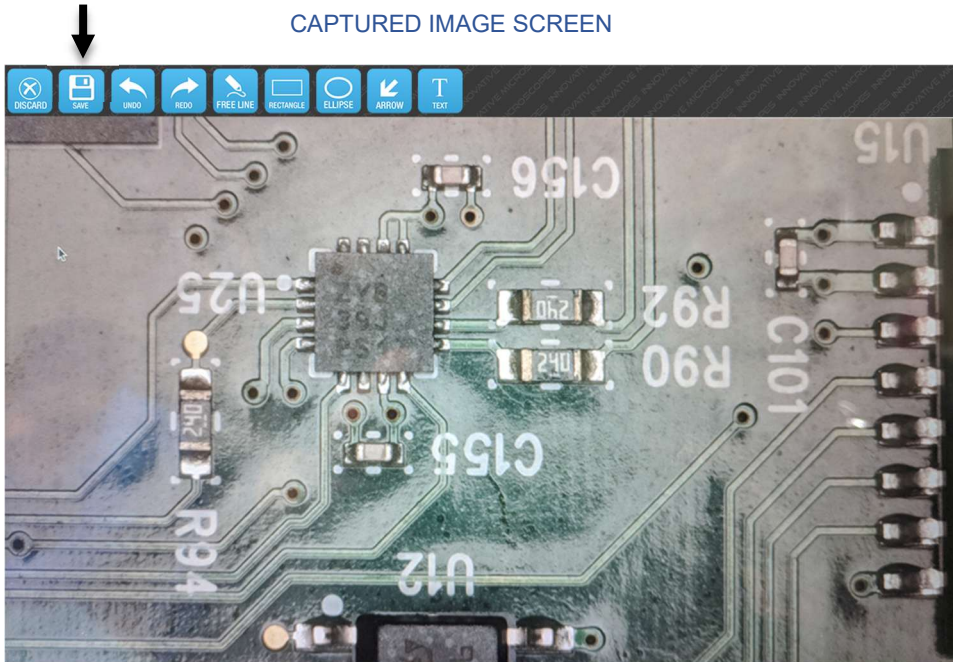 CAPTURED IMAGE SCREEN
DISCARD SAVE UNDO REDO FREE LINE RECTANGLE ELLIPSE ARROW TEXT
U15
C156
U25
R92
240
R90
240
C101
240
C155
R94
U12